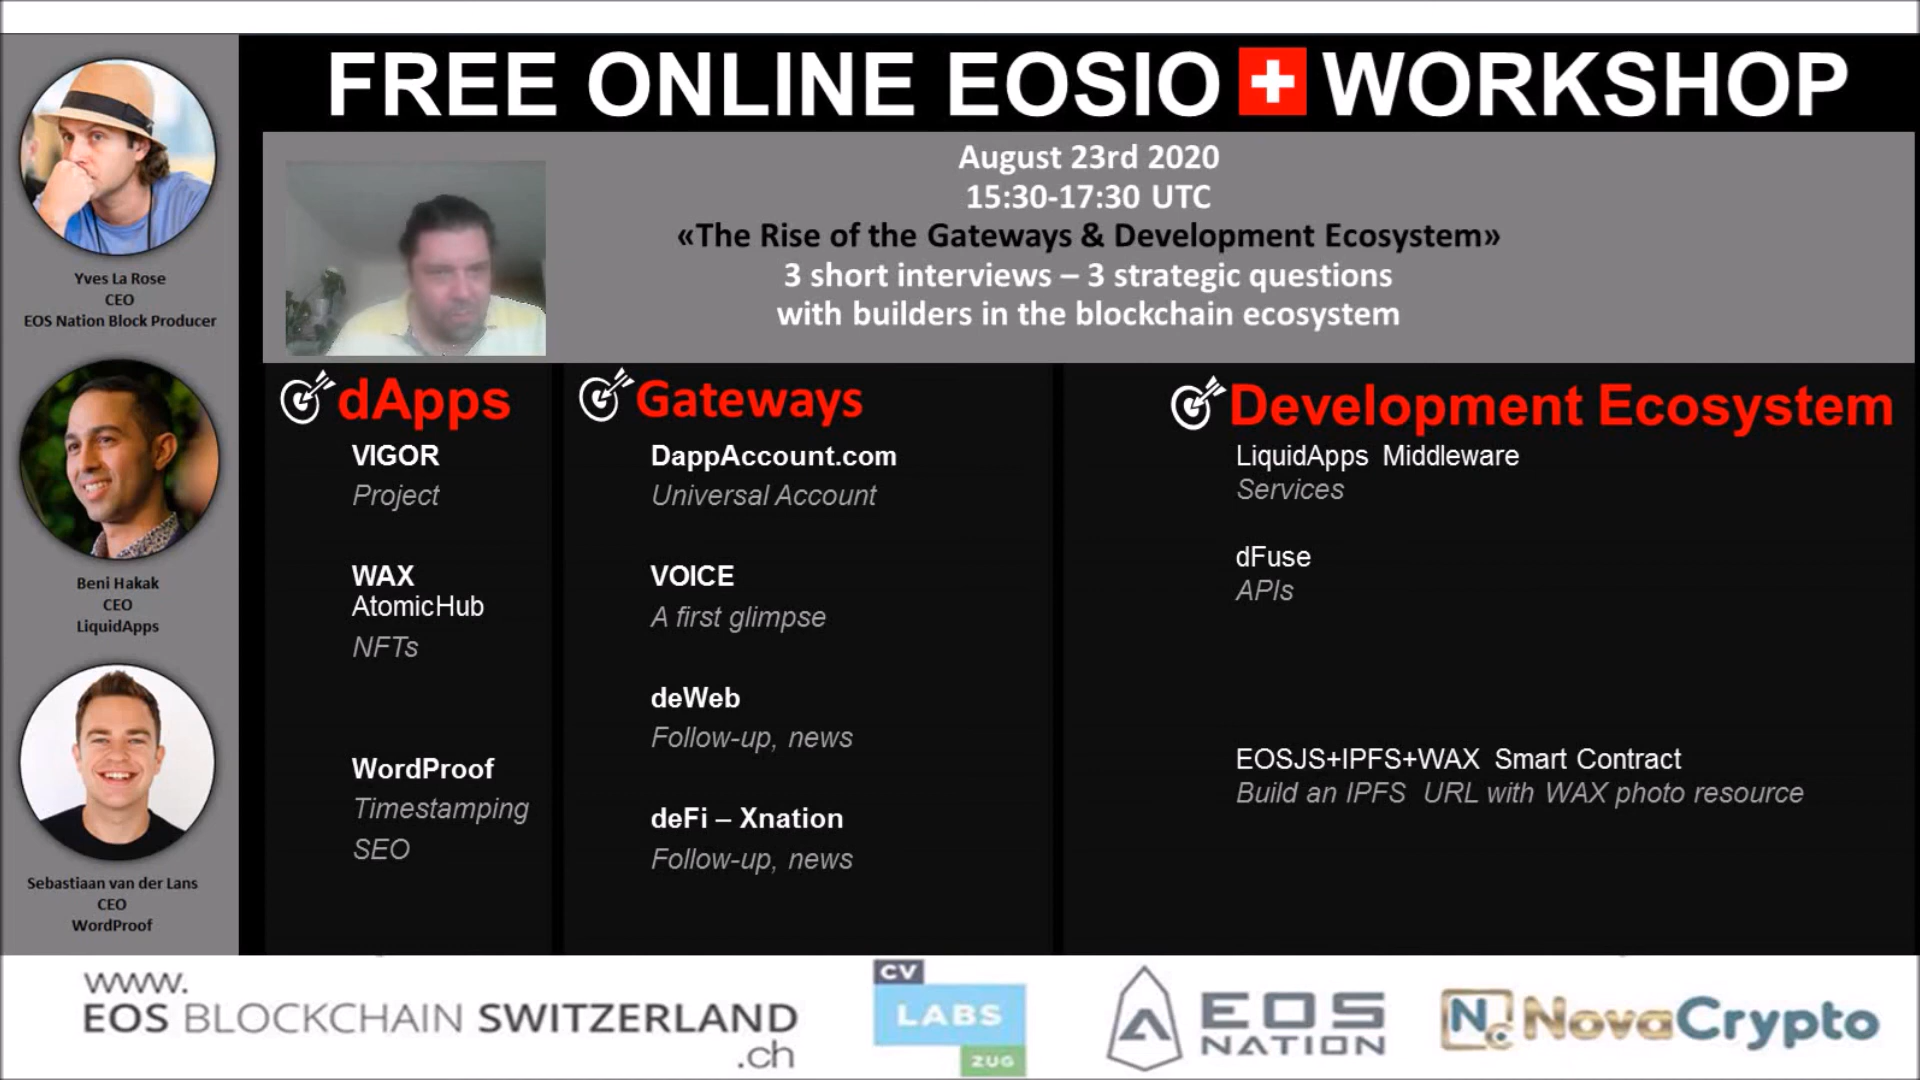 FREE ONLINE EOSIO WORKSHOP
August 23rd 2020
15:30-17:30 UTC
«The Rise of the Gateways & Development Ecosystem»
3 short interviews – 3 strategic questions
with builders in the blockchain ecosystem
Yves La Rose
CEO
EOS Nation Block Producer
Beni Hakak
CEO
LiquidApps
Sebastiaan van der Lans
CEO
WordProof
dApps
VIGOR
Project
WAX
AtomicHub
NFTs
WordProof
Timestamping
SEO
Gateways
DappAccount.com
Universal Account
VOICE
A first glimpse
deWeb
Follow-up, news
deFi – Xnation
Follow-up, news
Development Ecosystem
LiquidApps Middleware
Services
dFuse
APIs
EOSJS+IPFS+WAX Smart Contract
Build an IPFS URL with WAX photo resource
www.
EOS BLOCKCHAIN SWITZERLAND
.ch
CV
LABS
ZUG
EOS
NATION
Nc NovaCrypto